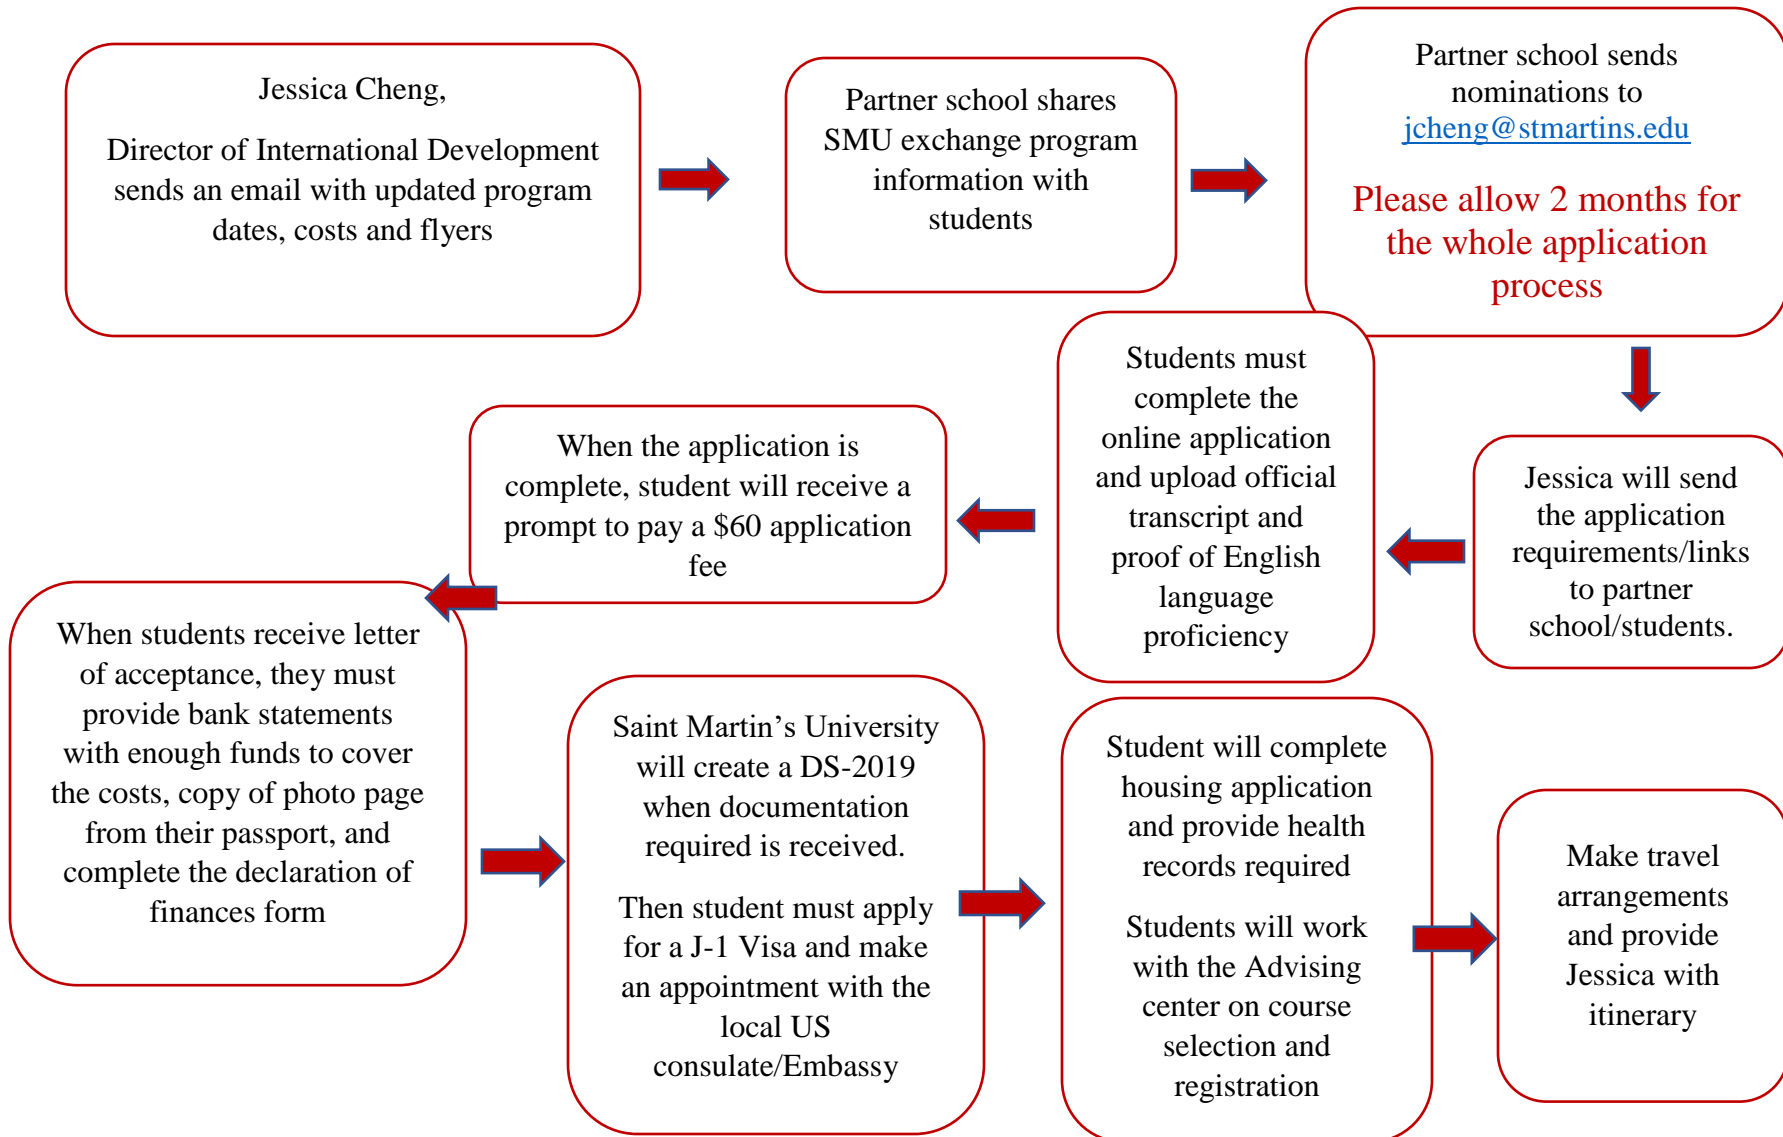 Jessica Cheng,
Director of International Development
sends an email with updated program
dates, costs and flyers
Partner school shares
SMU exchange program
information with
students
Partner school sends
nominations to
jcheng@stmartins.edu
Please allow 2 months for
the whole application
process
Jessica will send
the application
requirements/links
to partner
school/students.
Students must
complete the
online application
and upload official
transcript and
proof of English
language
proficiency
When the application is
complete, student will receive a
prompt to pay a $60 application
fee
When students receive letter
of acceptance, they must
provide bank statements
with enough funds to cover
the costs, copy of photo page
from their passport, and
complete the declaration of
finances form
Saint Martin’s University
will create a DS-2019
when documentation
required is received.
Then student must apply
for a J-1 Visa and make
an appointment with the
local US
consulate/Embassy
Student will complete
housing application
and provide health
records required
Students will work
with the Advising
center on course
selection and
registration
Make travel
arrangements
and provide
Jessica with
itinerary